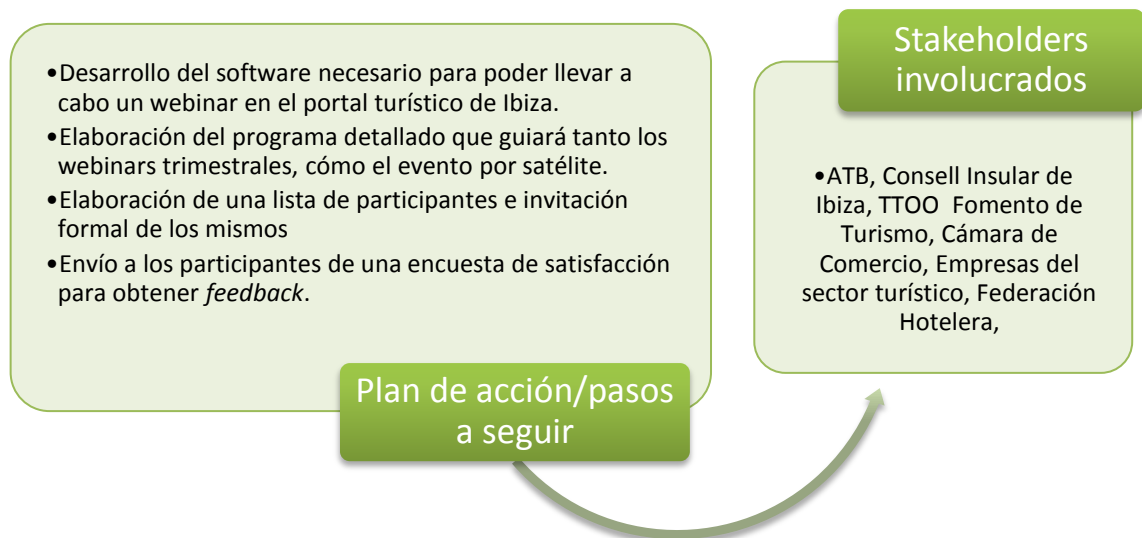 •Desarrollo del software necesario para poder llevar a
cabo un webinar en el portal turístico de Ibiza.
•Elaboración del programa detallado que guiará tanto los
webinars trimestrales, cómo el evento por satélite.
•Elaboración de una lista de participantes e invitación
formal de los mismos
•Envío a los participantes de una encuesta de satisfacción
para obtener feedback.
Plan de acción/pasos
a seguir
Stakeholders
involucrados
•ATB, Consell Insular de
Ibiza, TTOO Fomento de
Turismo, Cámara de
Comercio, Empresas del
sector turístico, Federación
Hotelera,